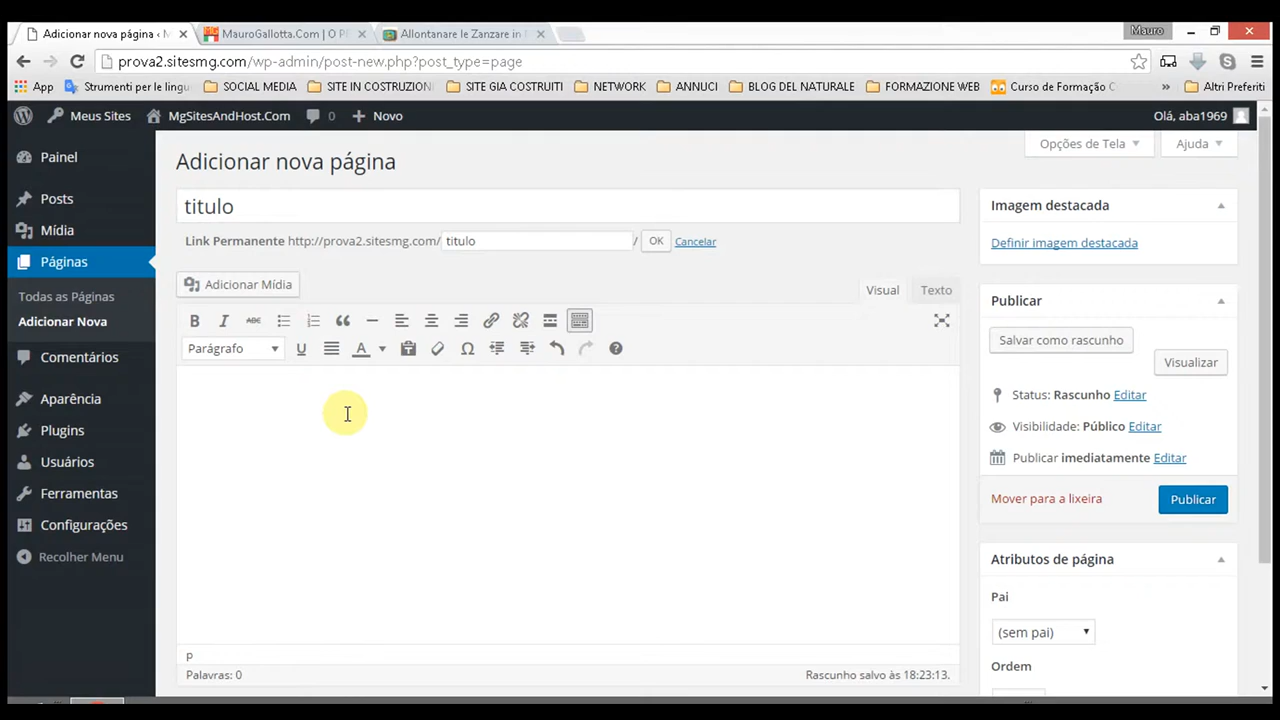 Adicionar nova página ‹ M
MauroGallotta.Com | O P
Allontanare le Zanzare in
Mauro
prova2.sitesmg.com/wp-admin/post-new.php?post_type=page
App
Strumenti per le lingu
SOCIAL MEDIA
SITE IN COSTRUZION
SITE GIA COSTRUITI
NETWORK
ANNUCI
BLOG DEL NATURALE
FORMAZIONE WEB
Curso de Formação
»
Altri Preferiti
Meus Sites
MgSitesAndHost.Com
0
Novo
Olá, aba1969
Painel
Posts
Mídia
Páginas
Todas as Páginas
Adicionar Nova
Comentários
Aparência
Plugins
Usuários
Ferramentas
Configurações
Recolher Menu
Adicionar nova página
Opções de Tela
Ajuda
titulo
Link Permanente http://prova2.sitesmg.com/ titulo / OK Cancelar
Adicionar Mídia
Visual
Texto
B I ABC
Parágrafo U A Ω
p
Palavras: 0
Rascunho salvo às 18:23:13.
Imagem destacada
Definir imagem destacada
Publicar
Salvar como rascunho
Visualizar
Status: Rascunho Editar
Visibilidade: Público Editar
Publicar imediatamente Editar
Mover para a lixeira
Publicar
Atributos de página
Pai
(sem pai)
Ordem